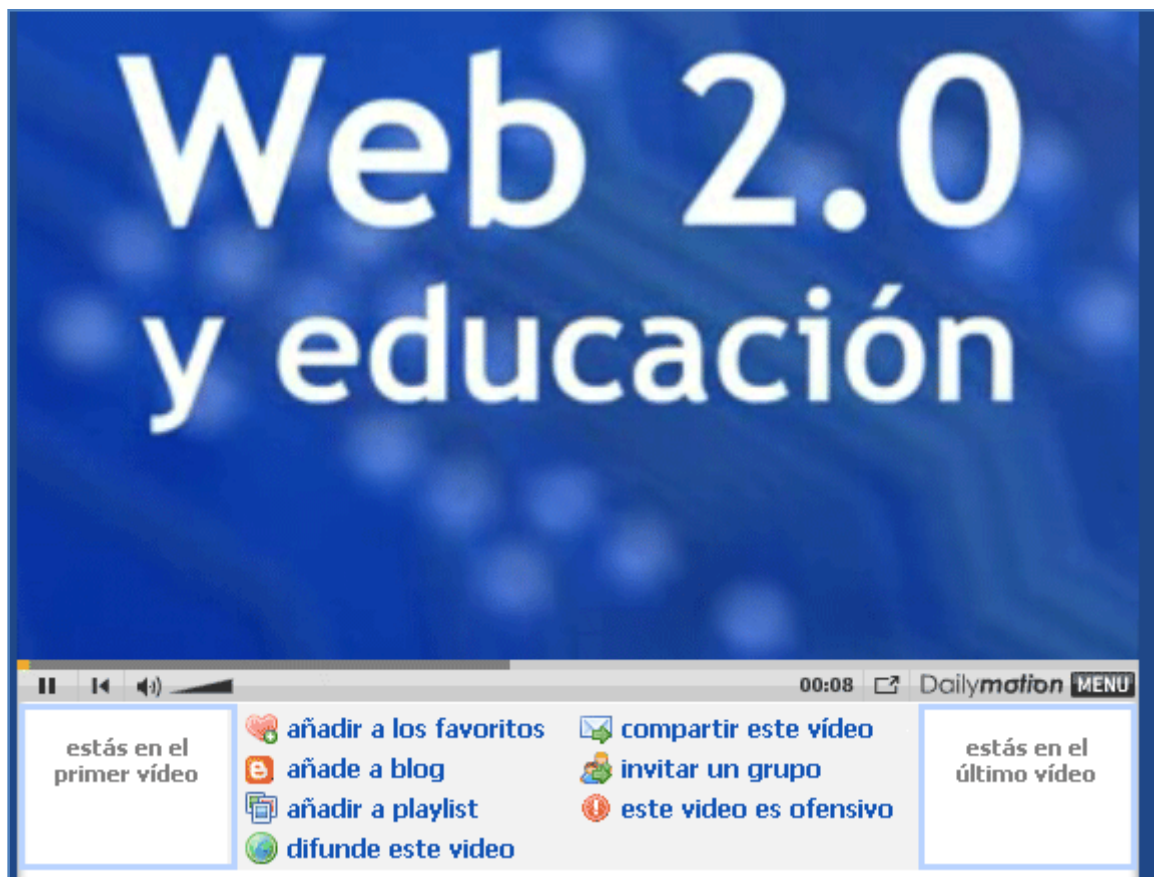 Web 2.0
y educación
00:08
Dailymotion
MENU
estás en el
primer vídeo
añadir a los favoritos
añade a blog
añadir a playlist
difunde este video
compartir este vídeo
invitar un grupo
este video es ofensivo
estás en el
último vídeo